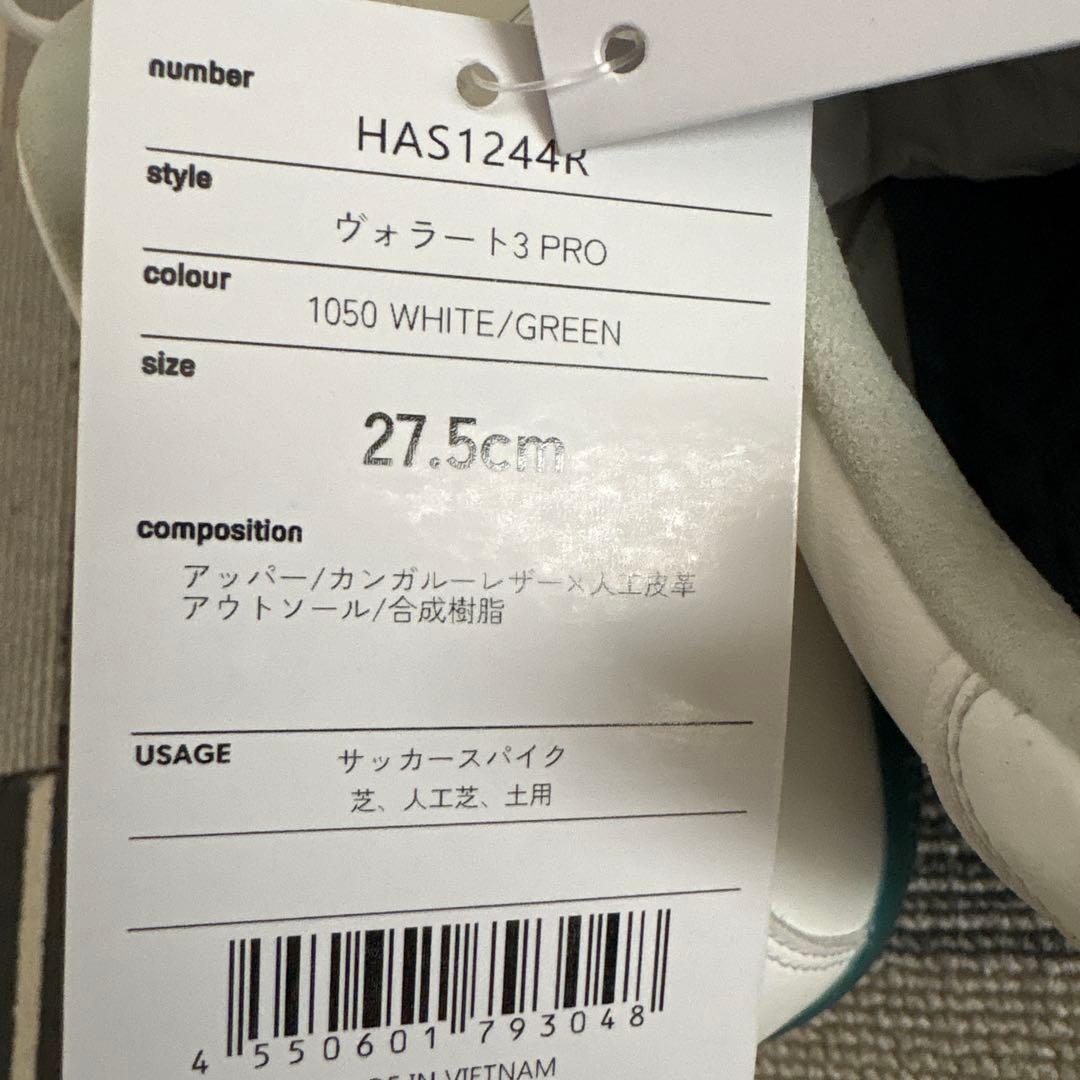 number
HAS1244R
style
ヴォラート3 PRO
colour
1050 WHITE/GREEN
size
27.5cm
composition
アッパー/カンガルーレザー×人工皮革
アウトソール/合成樹脂
USAGE
サッカースパイク
芝、人工芝、土用
4 550601 793048
IN VIETNAM